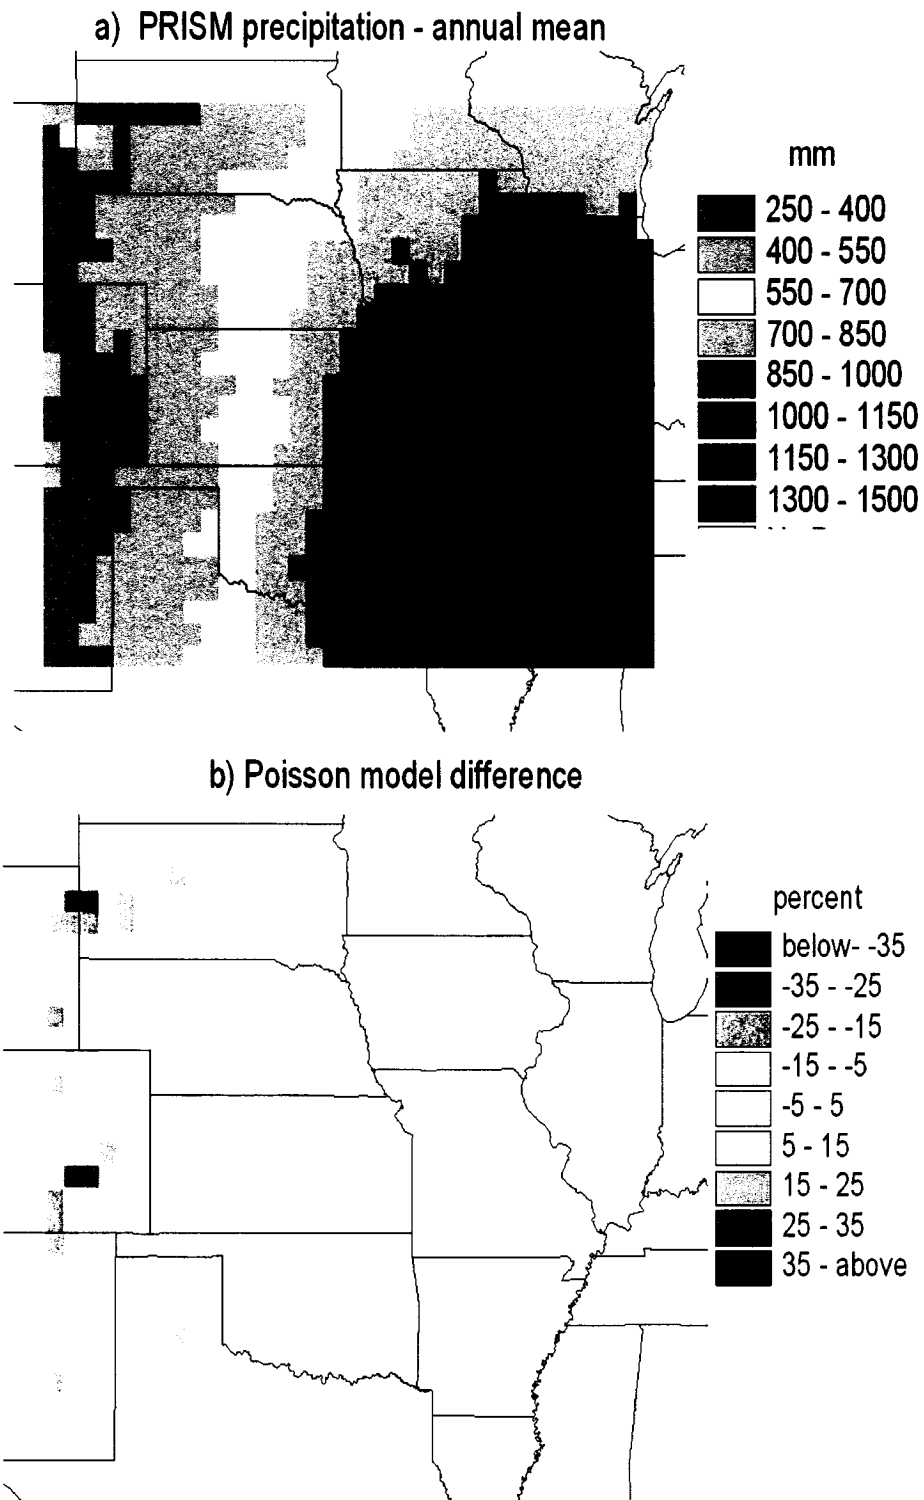 a) PRISM precipitation - annual mean
mm
250 - 400
400 - 550
550 - 700
700 - 850
850 - 1000
1000 - 1150
1150 - 1300
1300 - 1500
b) Poisson model difference
percent
below- -35
-35 - -25
-25 - -15
-15 - -5
-5 - 5
5 - 15
15 - 25
25 - 35
35 - above